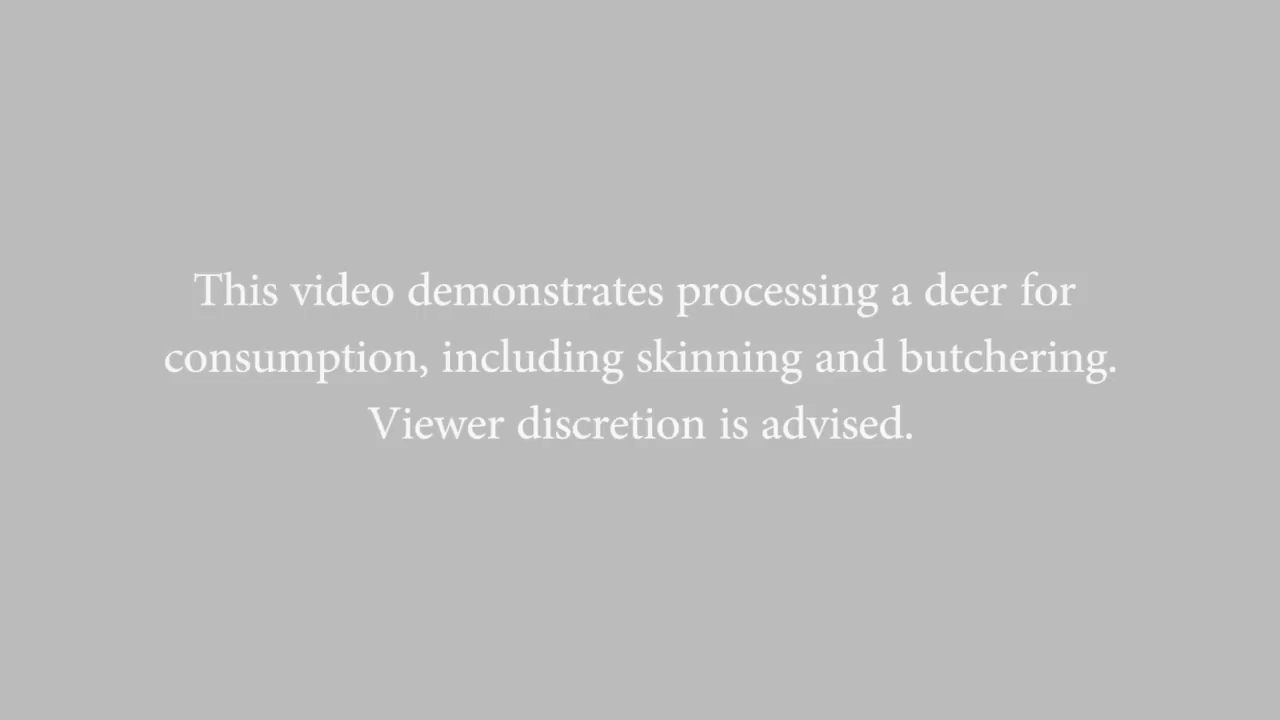 This video demonstrates processing a deer for
consumption, including skinning and butchering.
Viewer discretion is advised.